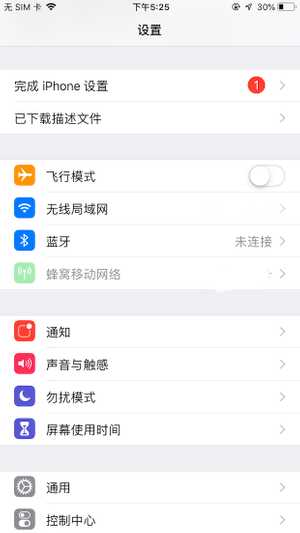 无 SIM 卡 下午5:25 30%
设置
完成 iPhone 设置 1
已下载描述文件
飞行模式
无线局域网
蓝牙 未连接
蜂窝移动网络
通知
声音与触感
勿扰模式
屏幕使用时间
通用
控制中心